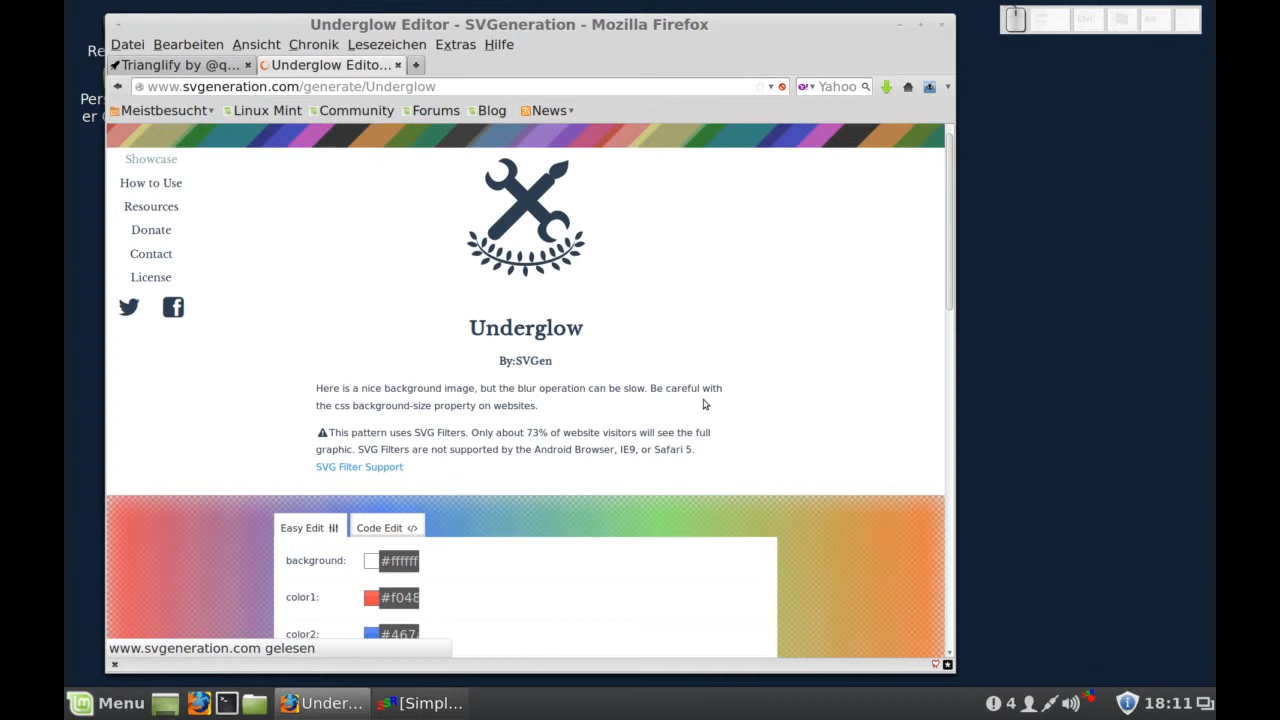 Underglow Editor - SVGeneration - Mozilla Firefox
Datei Bearbeiten Ansicht Chronik Lesezeichen Extras Hilfe
Trianglify by @q...
Underglow Edito...
www.svgeneration.com/generate/Underglow
Yahoo
Meistbesucht
Linux Mint
Community
Forums
Blog
News
Showcase
How to Use
Resources
Donate
Contact
License
Underglow
By:SVGen
Here is a nice background image, but the blur operation can be slow. Be careful with
the css background-size property on websites.
This pattern uses SVG Filters. Only about 73% of website visitors will see the full
graphic. SVG Filters are not supported by the Android Browser, IE9, or Safari 5.
SVG Filter Support
Easy Edit
Code Edit </>
background:
#ffffff
color1:
#f048
color2:
#467
www.svgeneration.com gelesen
Menu
Under...
[Simpl...
4
18:11